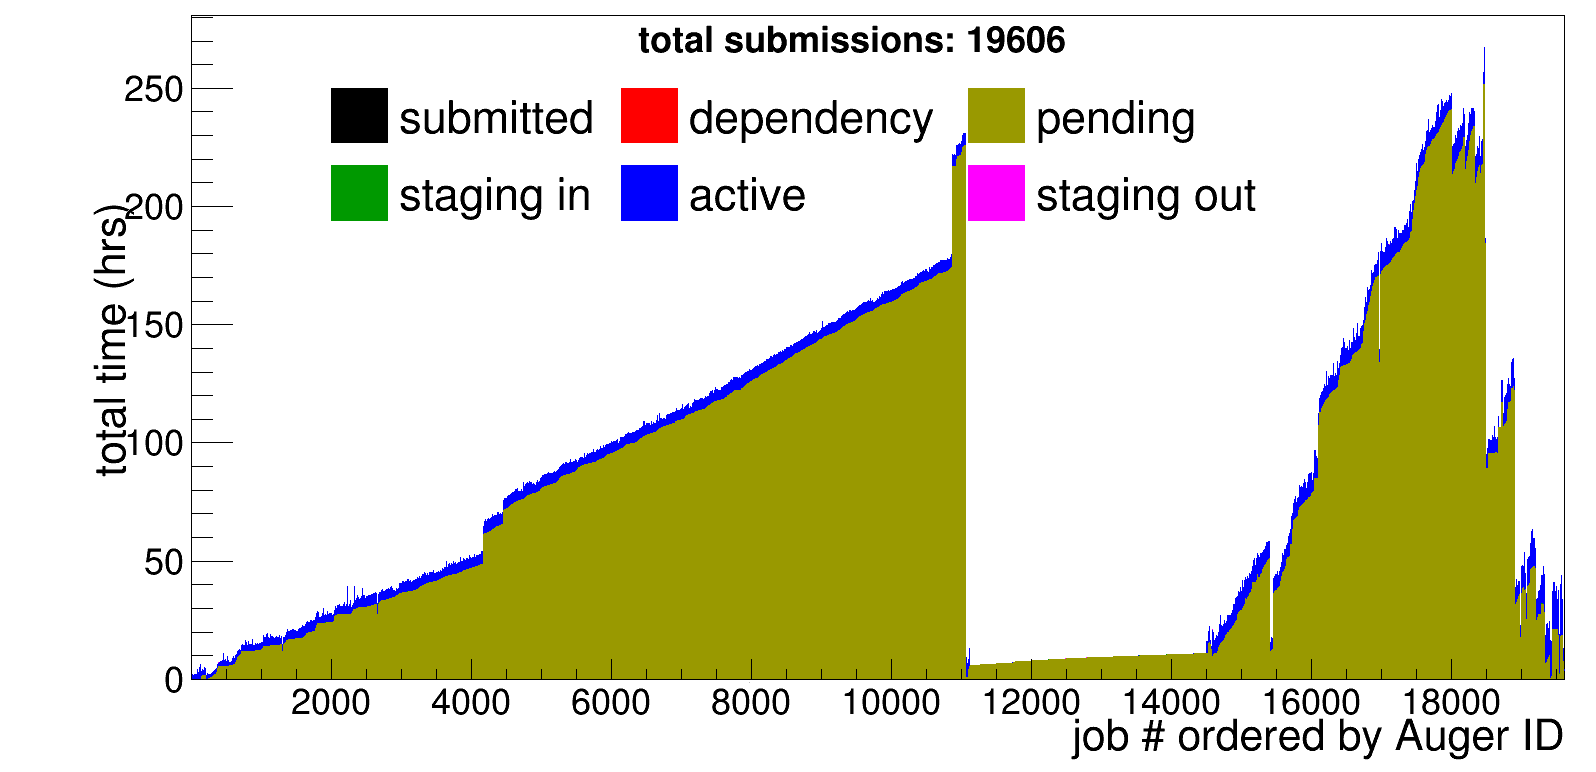 total submissions: 19606
submitted dependency pending
staging in active staging out
total time (hrs)
250
200
150
100
50
0
2000 4000 6000 8000 10000 12000 14000 16000 18000
job # ordered by Auger ID